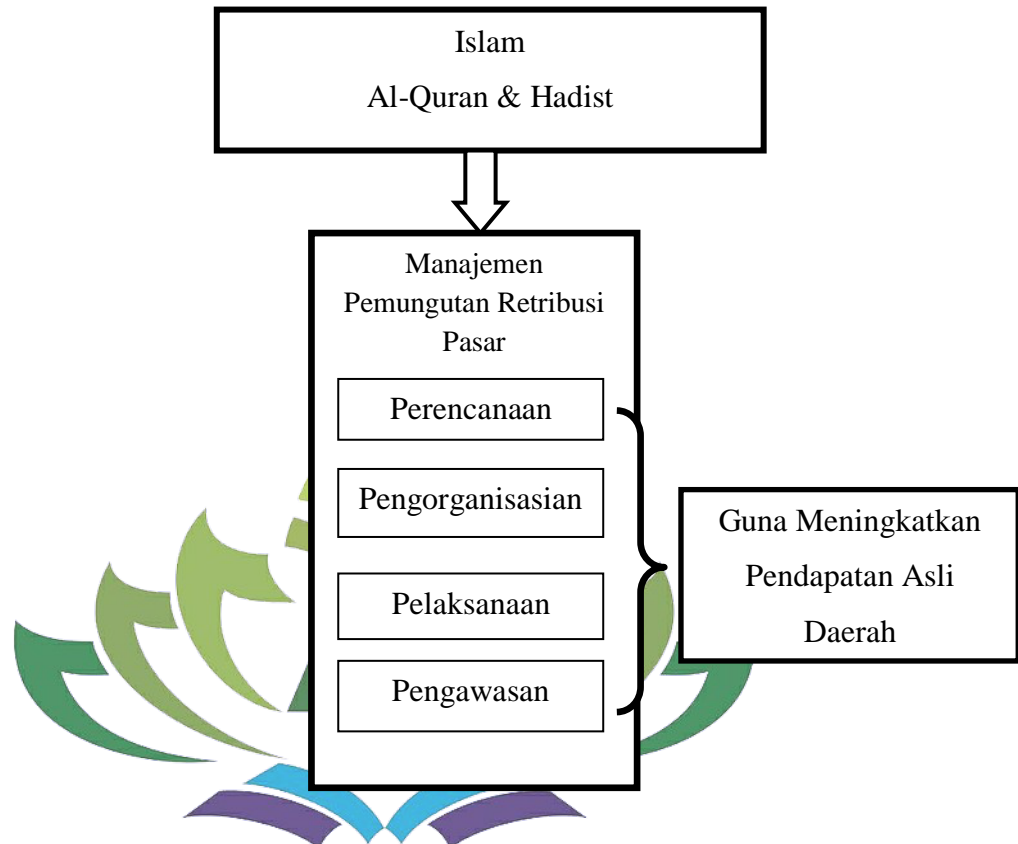 Islam
Al-Quran & Hadist
Manajemen
Pemungutan Retribusi
Pasar
Perencanaan
Pengorganisasian
Pelaksanaan
Pengawasan
Guna Meningkatkan
Pendapatan Asli
Daerah